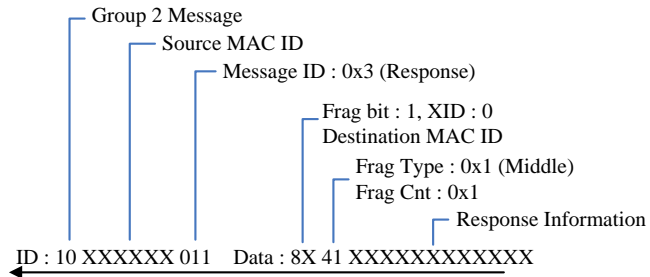 Group 2 Message
Source MAC ID
Message ID : 0x3 (Response)
Frag bit : 1, XID : 0
Destination MAC ID
Frag Type : 0x1 (Middle)
Frag Cnt : 0x1
Response Information
ID : 10 XXXXXX 011 Data : 8X 41 XXXXXXXXXXXX